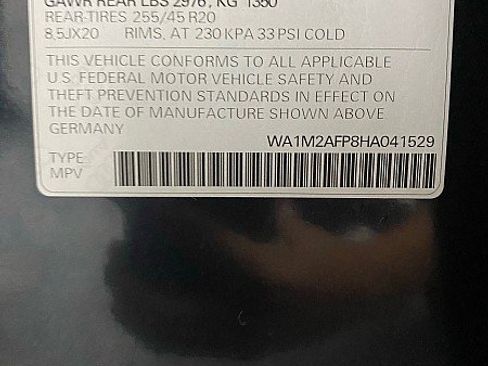 GAWR REAR LBS 2976, KG 1350
REAR-TIRES 255/45 R20
8,5JX20 RIMS, AT 230 KPA 33 PSI COLD
THIS VEHICLE CONFORMS TO ALL APPLICABLE
U.S. FEDERAL MOTOR VEHICLE SAFETY AND
THEFT PREVENTION STANDARDS IN EFFECT ON
THE DATE OF MANUFACTURE SHOWN ABOVE
GERMANY
WA1M2AFP8HA041529
TYPE
MPV